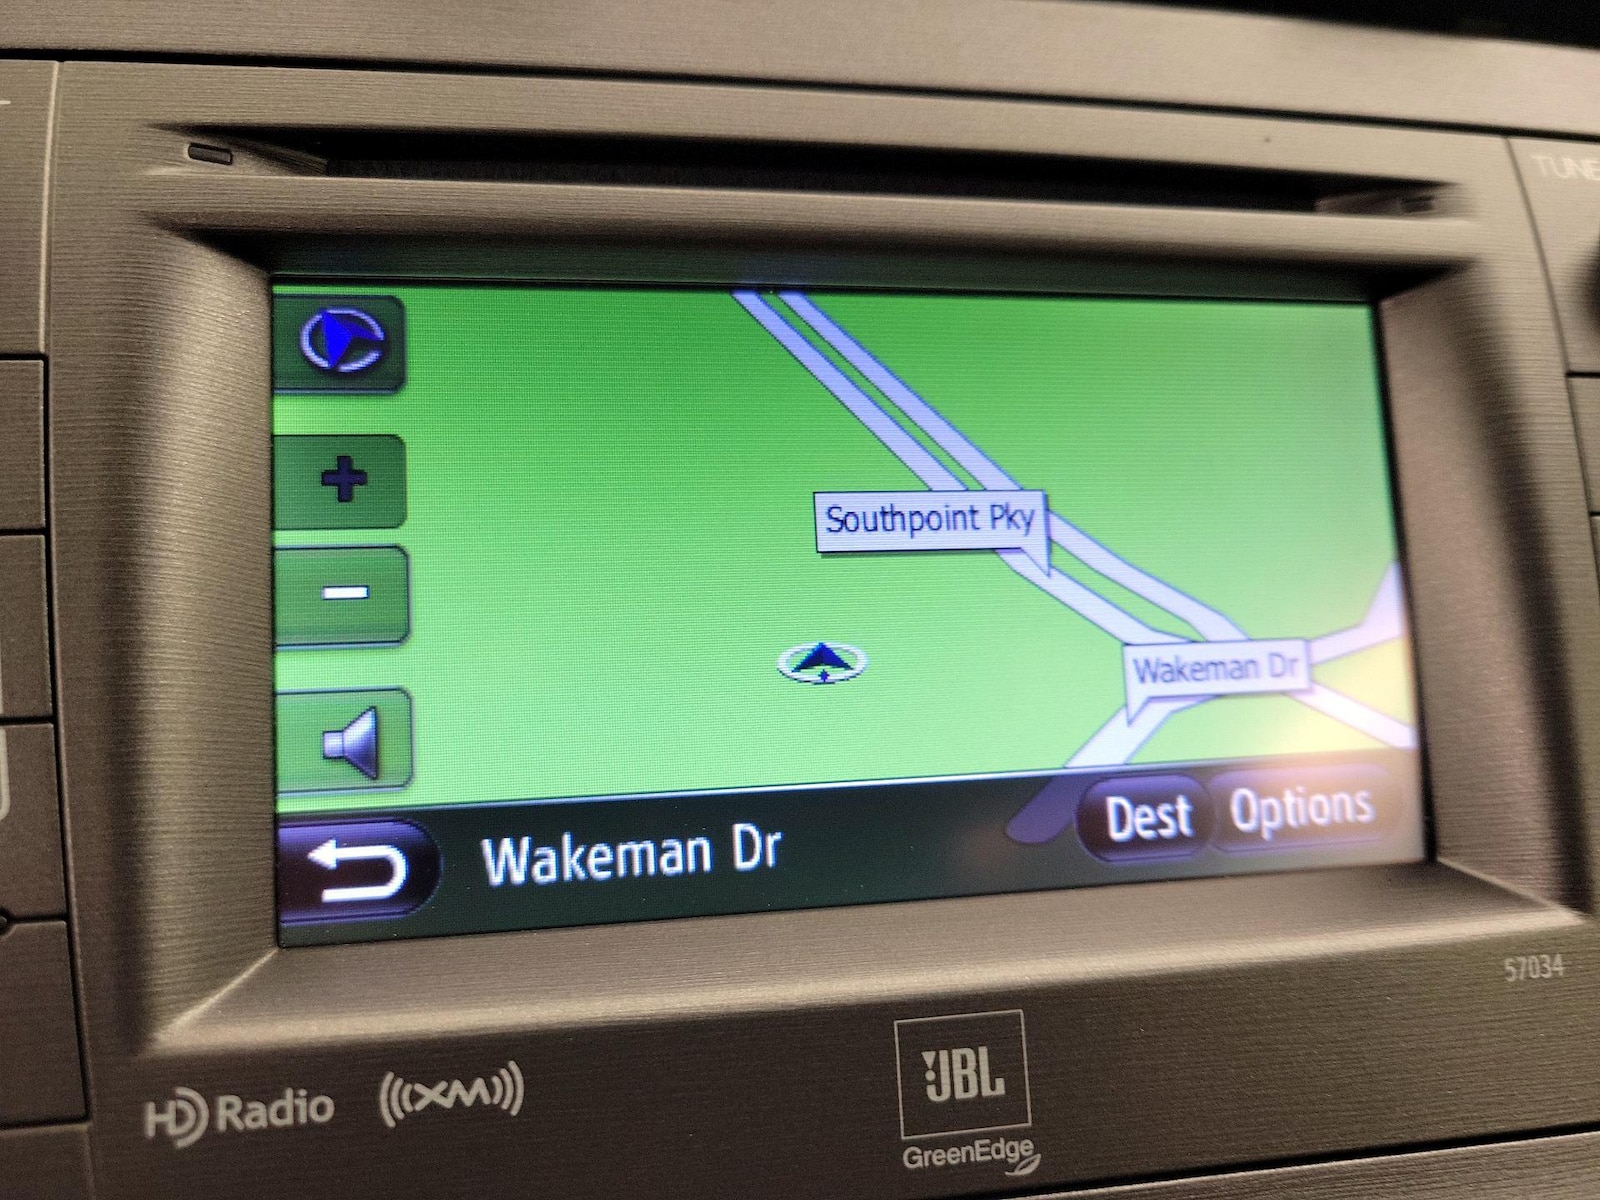 TUNE
Southpoint Pky
Wakeman Dr
Wakeman Dr
Dest
Options
57034
HD Radio
((XM))
JBL
GreenEdge